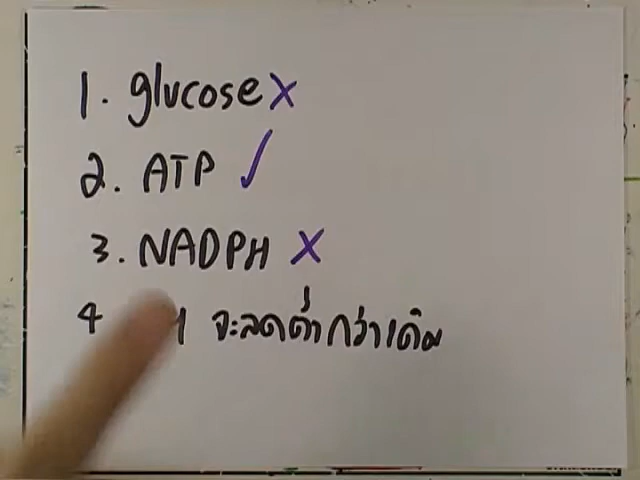 1. glucose x
2. ATP ✓
3. NADPH x
4 จะลดต่ำกว่าเดิม